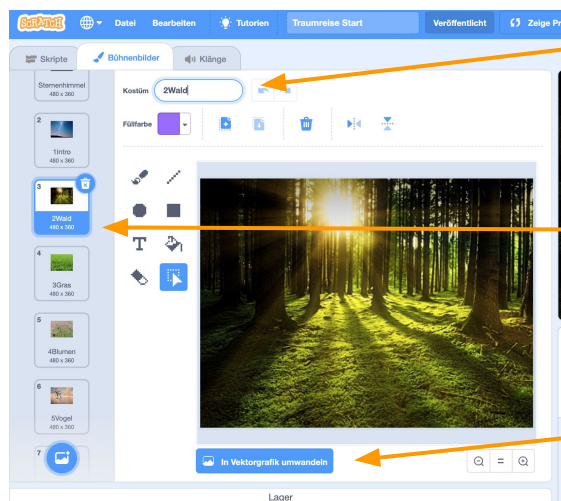 SCRATCH Datei Bearbeiten Tutorien Traumreise Start Veröffentlicht Zeige Pr
Skripte Bühnenbilder Klänge
Sternenhimmel
480 x 360
2
1Intro
480 x 360
3
2Wald
480 x 360
4
3Gras
480 x 360
5
4Blumen
480 x 360
6
5Vogel
480 x 360
7
Kostüm 2Wald
Füllfarbe
T
In Vektorgrafik umwandeln
=
Lager